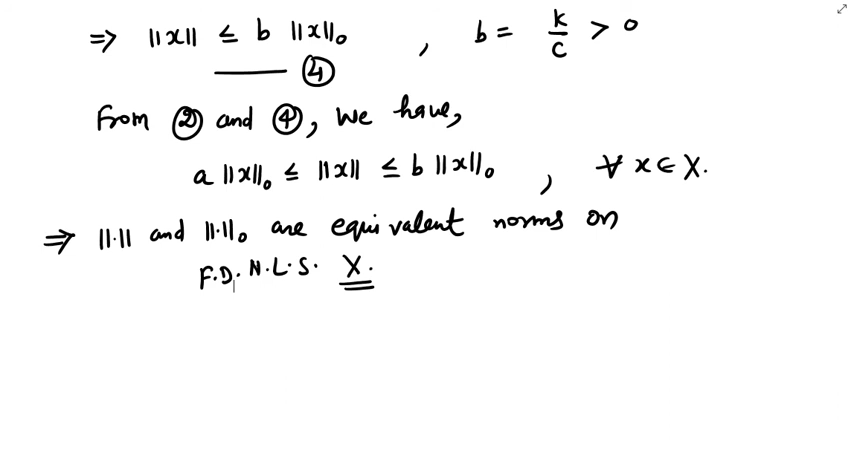 ⇒ ||x|| ≤ b ||x||₀ , b = k/c > 0
——— ④
From ② and ④, we have,
a ||x||₀ ≤ ||x|| ≤ b ||x||₀ , ∀ x ∈ X.
⇒ ||·|| and ||·||₀ are equivalent norms on
F.D. N.L.S. X.